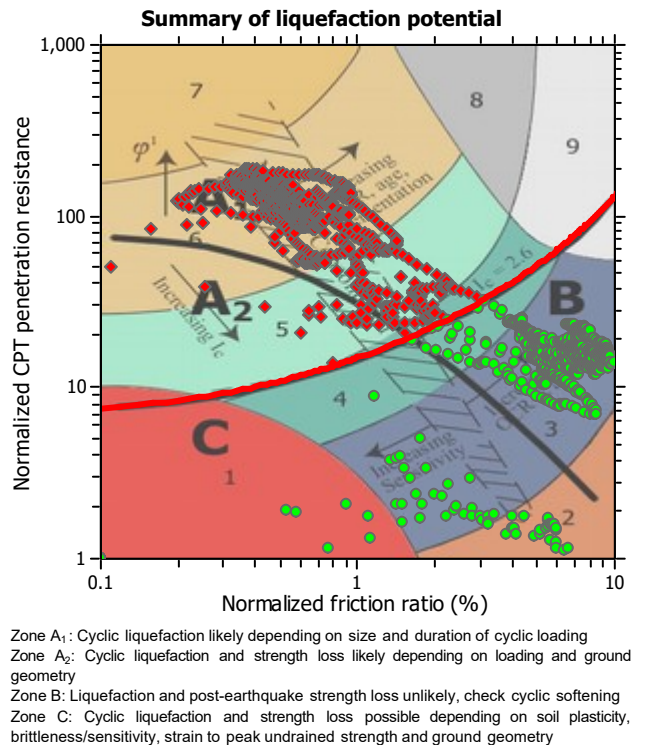 Summary of liquefaction potential
1,000
7
8
9
φ'
Increasing
OCR, age,
cementation
A1
100
6
Ic = 2.6
Increasing Ic
A2
B
5
10
4
3
C
1
Increasing
Sensitivity
2
1
0.1
1
10
Normalized CPT penetration resistance
Normalized friction ratio (%)
Zone A1: Cyclic liquefaction likely depending on size and duration of cyclic loading
Zone A2: Cyclic liquefaction and strength loss likely depending on loading and ground
geometry
Zone B: Liquefaction and post-earthquake strength loss unlikely, check cyclic softening
Zone C: Cyclic liquefaction and strength loss possible depending on soil plasticity,
brittleness/sensitivity, strain to peak undrained strength and ground geometry